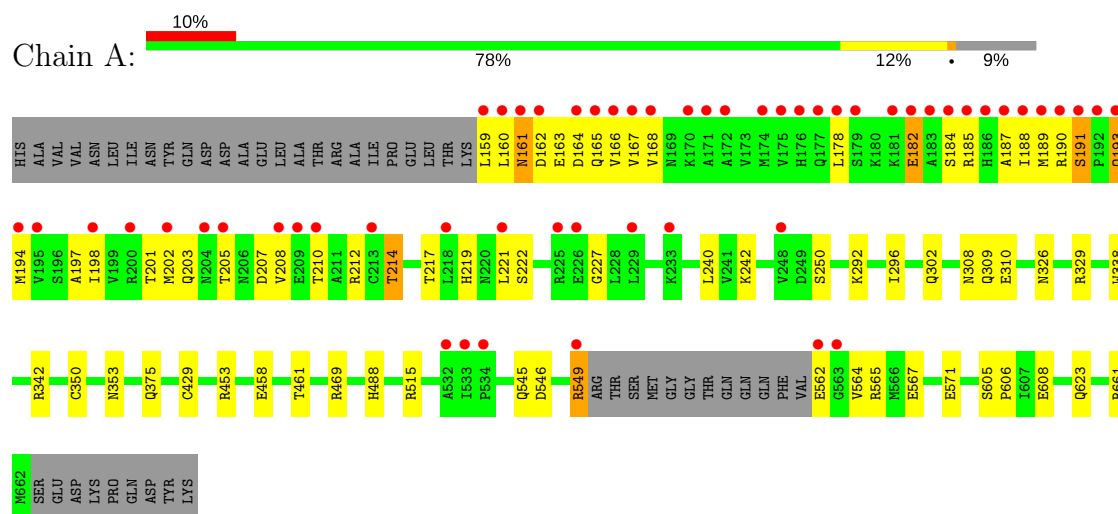 10%
Chain A:
78% 12% • 9%
HIS ALA VAL VAL ASN LEU ILE ASN TYR GLN ASP ASP ALA GLU LEU ALA THR ARG ALA ILE PRO GLU LEU THR LYS L159 L160 N161 D162 E163 D164 Q165 V166 V167 V168 N169 K170 A171 A172 V173 M174 V175 H176 Q177 L178 S179 K180 K181 E182 A183 S184 R185 H186 A187 I188 M189 R190 S191 P192
M194 V195 S196 A197 I198 V199 R200 T201 M202 Q203 N204 T205 N206 D207 V208 E209 T210 A211 R212 C213 T214 T217 L218 H219 N220 L221 S222 R225 E226 G227 L228 L229 K233 L240 V241 K242 V248 D249 S250 K292 I296 Q302 N308 Q309 E310 N326 R329 W338
R342 C350 N353 Q375 C429 R453 E458 T461 R469 H488 R515 A532 I533 P534 Q545 D546 R549 ARG THR SER MET GLY GLY THR GLN GLN GLN PHE VAL E562 G563 V564 R565 M566 E567 E571 S605 P606 I607 E608 Q623 R661
M662 SER GLU ASP LYS PRO GLN ASP TYR LYS